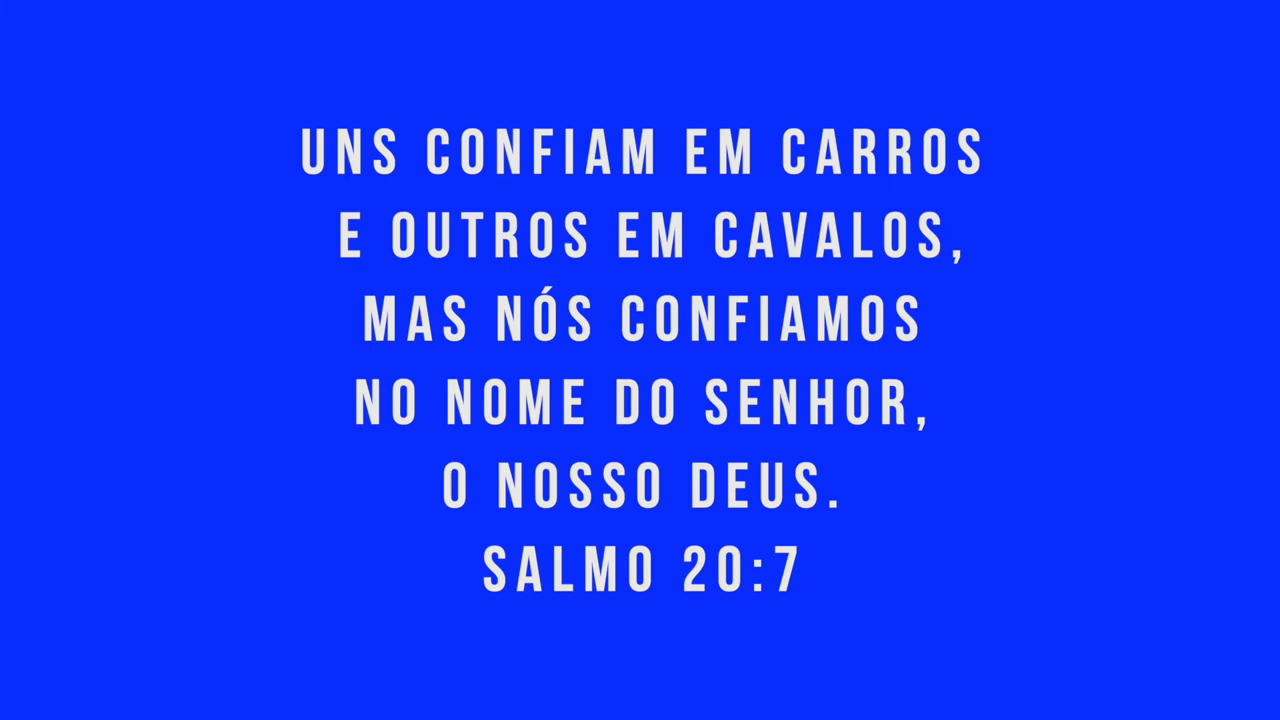 UNS CONFIAM EM CARROS
E OUTROS EM CAVALOS,
MAS NÓS CONFIAMOS
NO NOME DO SENHOR,
O NOSSO DEUS.
SALMO 20:7